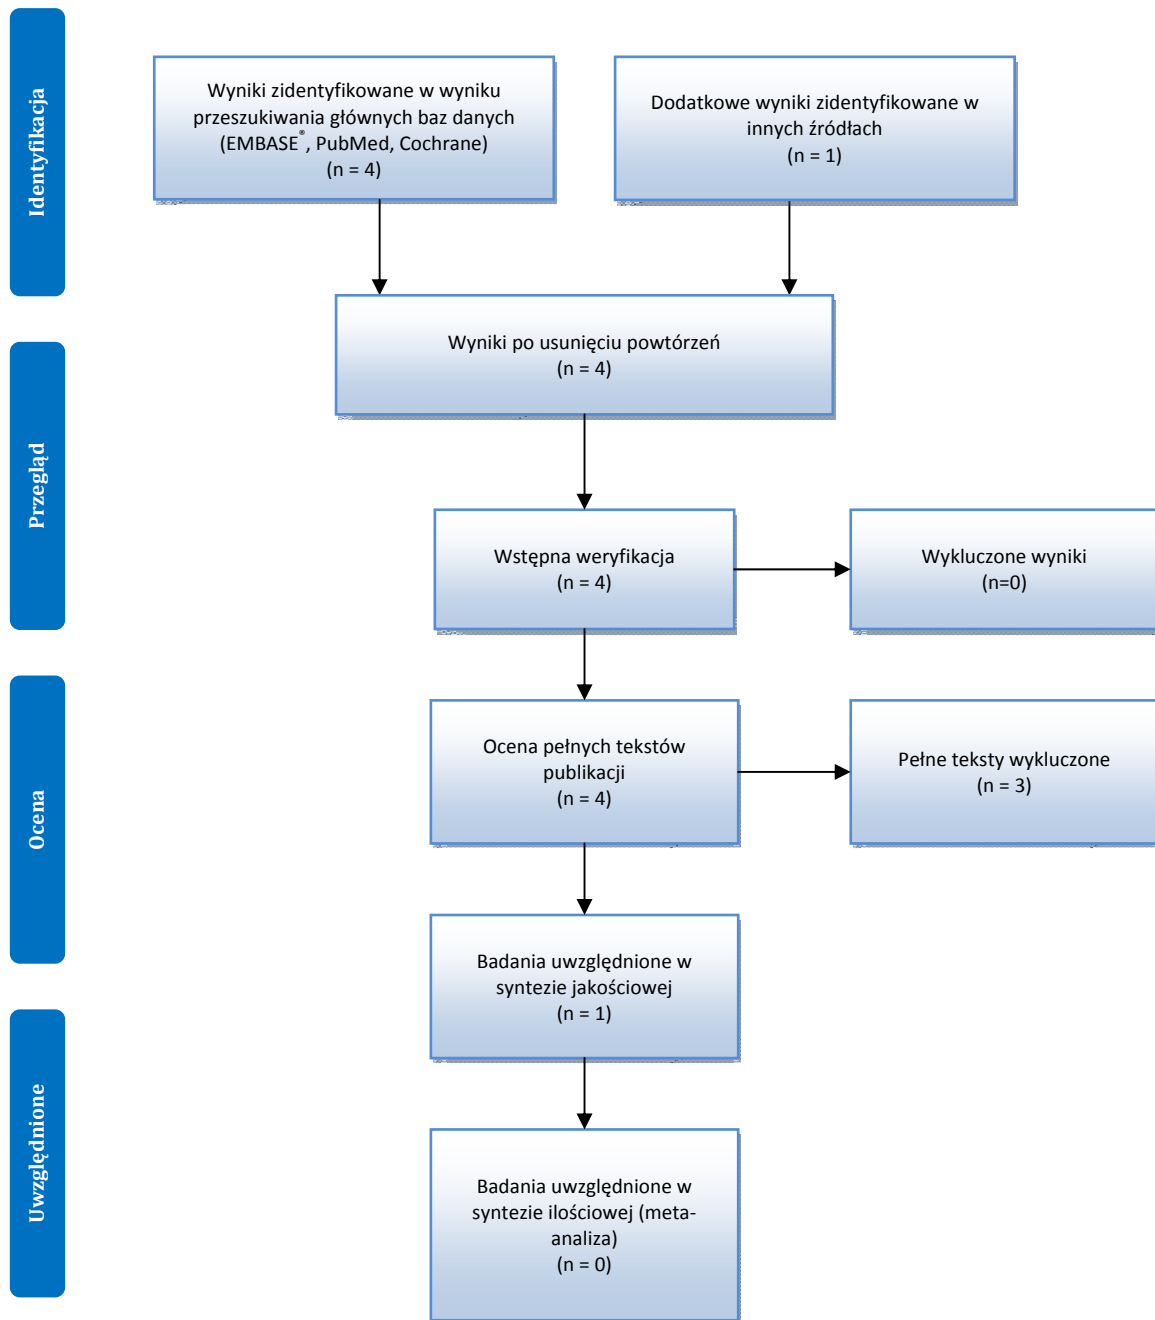 Identyfikacja
Wyniki zidentyfikowane w wyniku
przeszukiwania głównych baz danych
(EMBASE®, PubMed, Cochrane)
(n = 4)
Dodatkowe wyniki zidentyfikowane w
innych źródłach
(n = 1)
Wyniki po usunięciu powtórzeń
(n = 4)
Przegląd
Wstępna weryfikacja
(n = 4)
Wykluczone wyniki
(n=0)
Ocena
Ocena pełnych tekstów
publikacji
(n = 4)
Pełne teksty wykluczone
(n = 3)
Badania uwzględnione w
syntezie jakościowej
(n = 1)
Uwzględnione
Badania uwzględnione w
syntezie ilościowej (meta-
analiza)
(n = 0)